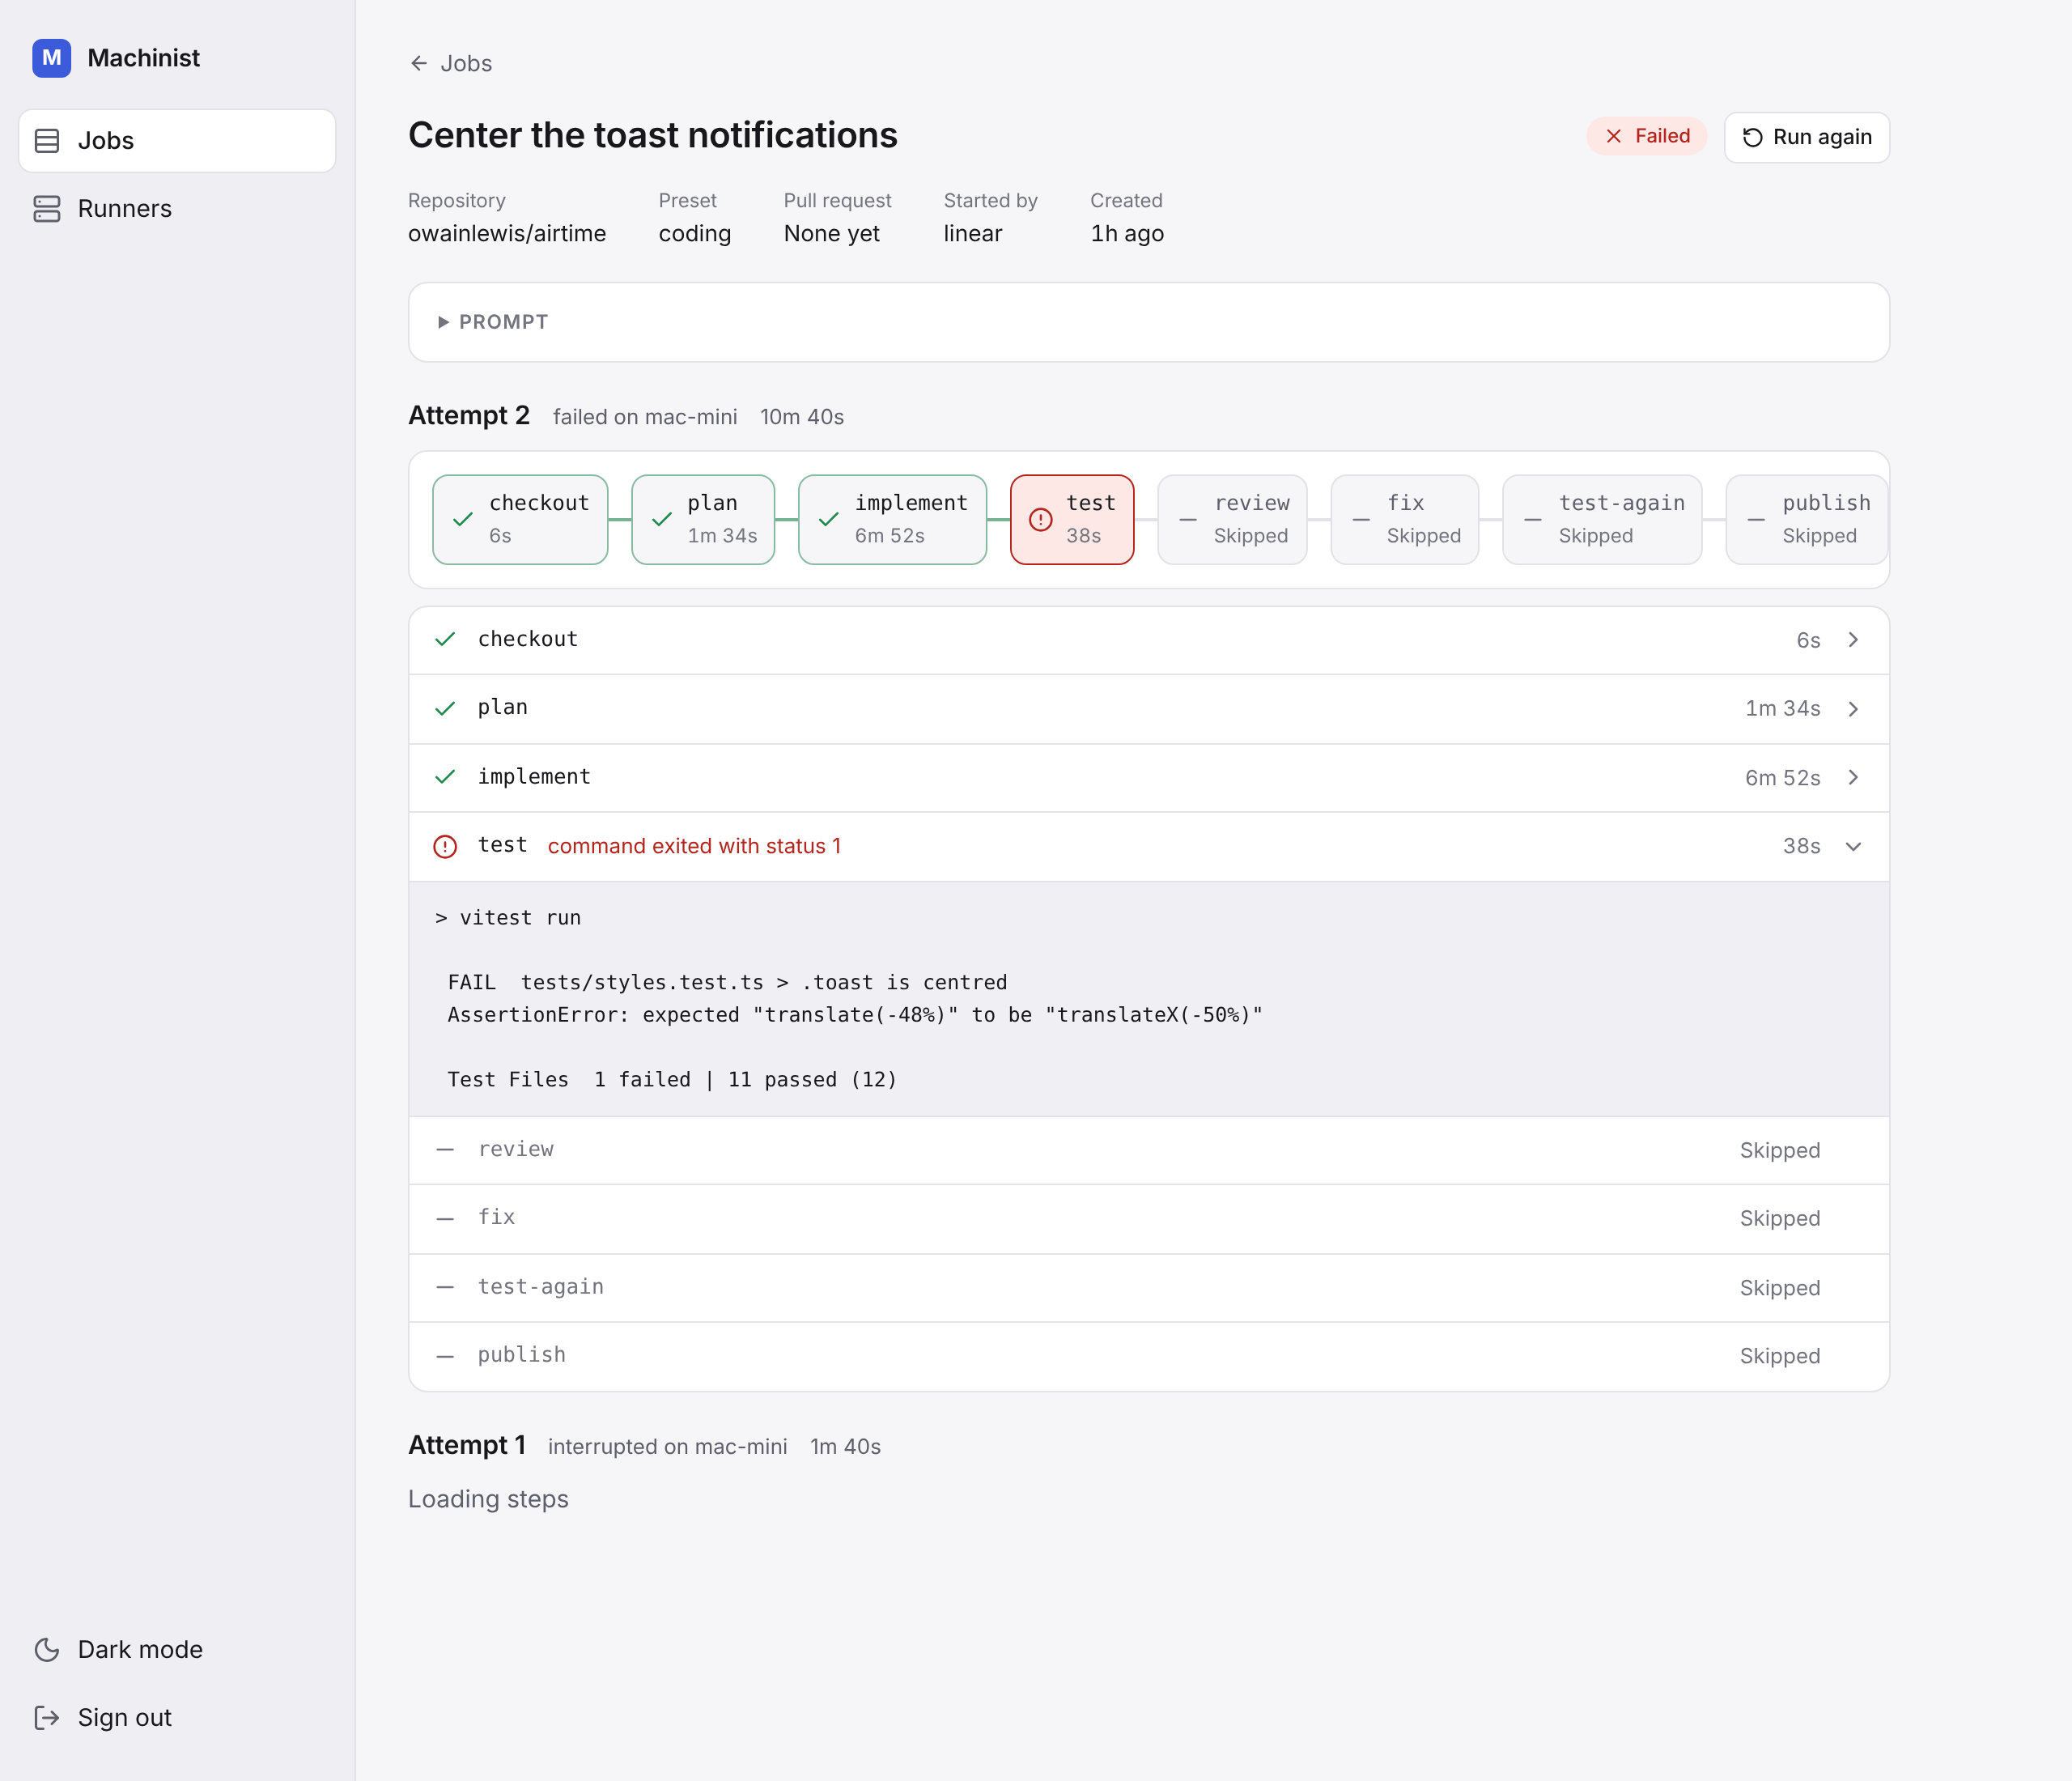 M Machinist
Jobs
Runners
Dark mode
Sign out
Jobs
Center the toast notifications
Failed
Run again
Repository
owainlewis/airtime
Preset
coding
Pull request
None yet
Started by
linear
Created
1h ago
PROMPT
Attempt 2 failed on mac-mini 10m 40s
checkout
6s
plan
1m 34s
implement
6m 52s
test
38s
review
Skipped
fix
Skipped
test-again
Skipped
publish
Skipped
checkout 6s
plan 1m 34s
implement 6m 52s
test command exited with status 1 38s
> vitest run
FAIL tests/styles.test.ts > .toast is centred
AssertionError: expected "translate(-48%)" to be "translateX(-50%)"
Test Files 1 failed | 11 passed (12)
review Skipped
fix Skipped
test-again Skipped
publish Skipped
Attempt 1 interrupted on mac-mini 1m 40s
Loading steps